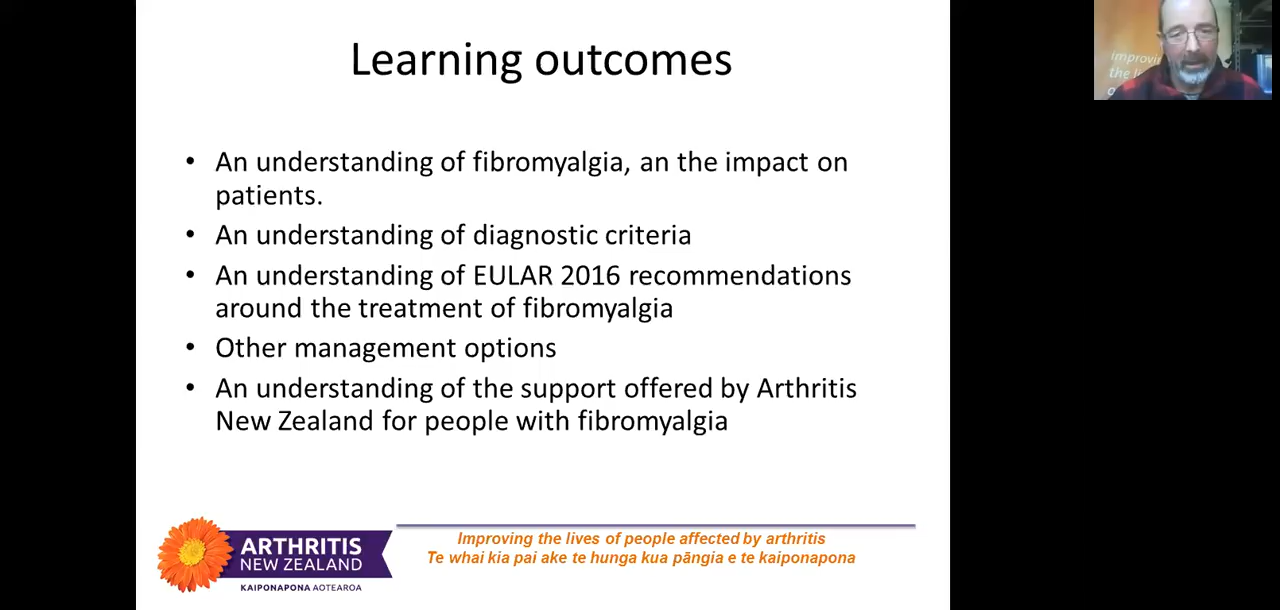 Learning outcomes
• An understanding of fibromyalgia, an the impact on
patients.
• An understanding of diagnostic criteria
• An understanding of EULAR 2016 recommendations
around the treatment of fibromyalgia
• Other management options
• An understanding of the support offered by Arthritis
New Zealand for people with fibromyalgia
ARTHRITIS
NEW ZEALAND
KAIPONAPONA AOTEAROA
Improving the lives of people affected by arthritis
Te whai kia pai ake te hunga kua pāngia e te kaiponapona
improvin
the li